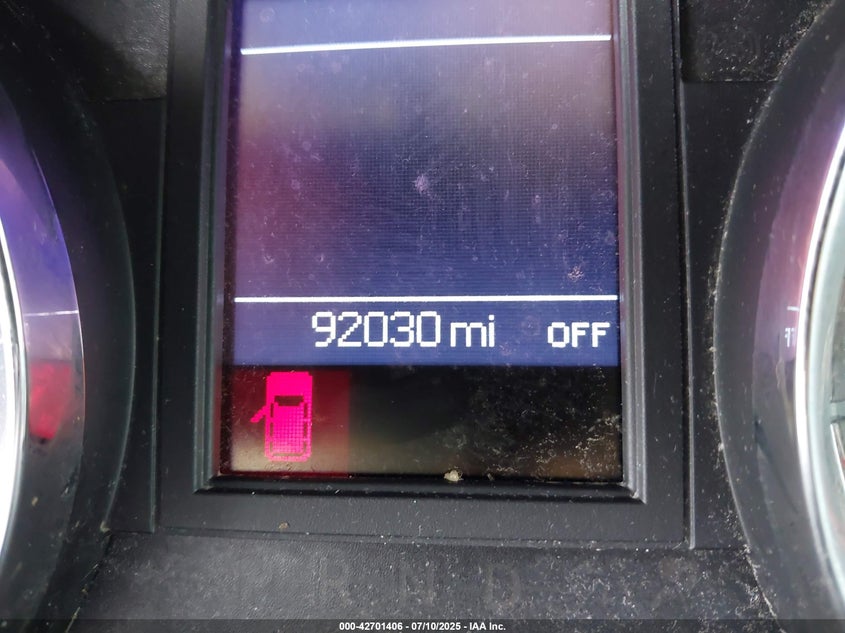 92030 mi OFF
R N D
000-42701406 - 07/10/2025 - IAA Inc.